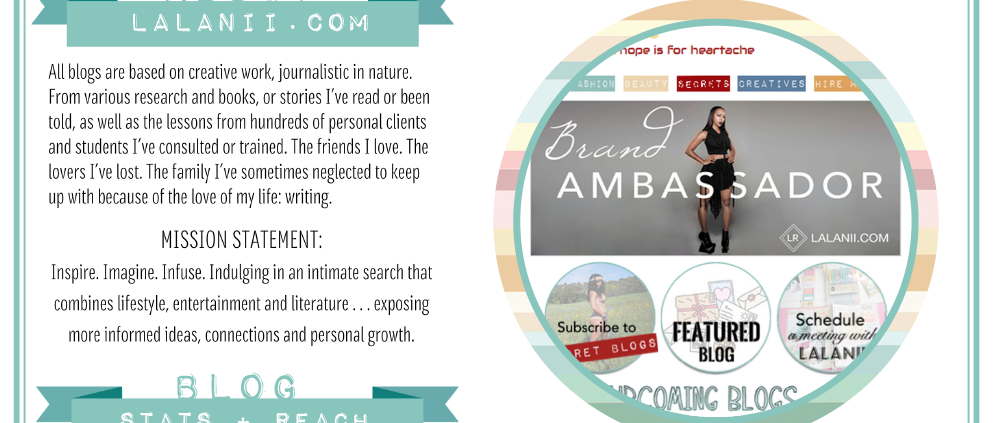 LALANII.COM
All blogs are based on creative work, journalistic in nature.
From various research and books, or stories I've read or been
told, as well as the lessons from hundreds of personal clients
and students I've consulted or trained. The friends I love. The
lovers I've lost. The family I've sometimes neglected to keep
up with because of the love of my life: writing.
MISSION STATEMENT:
Inspire. Imagine. Infuse. Indulging in an intimate search that
combines lifestyle, entertainment and literature . . . exposing
more informed ideas, connections and personal growth.
BLOG
STATS + REACH
hope is for heartache
ASHION BEAUTY SECRETS CREATIVES HIRE
Brand
AMBASSADOR
LR LALANII.COM
Subscribe to
RET BLOGS
FEATURED
BLOG
Schedule
a meeting with
LALANII
UPCOMING BLOGS